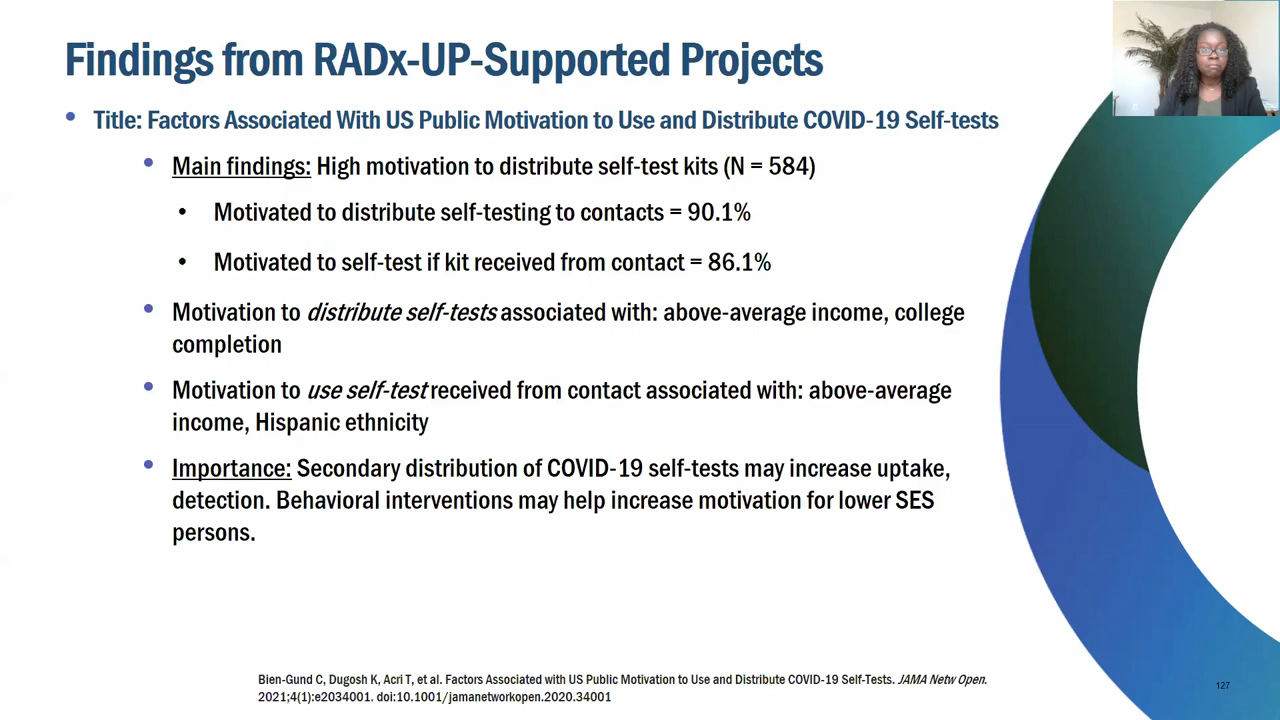 Findings from RADx-UP-Supported Projects
• Title: Factors Associated With US Public Motivation to Use and Distribute COVID-19 Self-tests
• Main findings: High motivation to distribute self-test kits (N = 584)
• Motivated to distribute self-testing to contacts = 90.1%
• Motivated to self-test if kit received from contact = 86.1%
• Motivation to distribute self-tests associated with: above-average income, college
completion
• Motivation to use self-test received from contact associated with: above-average
income, Hispanic ethnicity
• Importance: Secondary distribution of COVID-19 self-tests may increase uptake,
detection. Behavioral interventions may help increase motivation for lower SES
persons.
Bien-Gund C, Dugosh K, Acri T, et al. Factors Associated with US Public Motivation to Use and Distribute COVID-19 Self-Tests. JAMA Netw Open.
2021;4(1):e2034001. doi:10.1001/jamanetworkopen.2020.34001
127